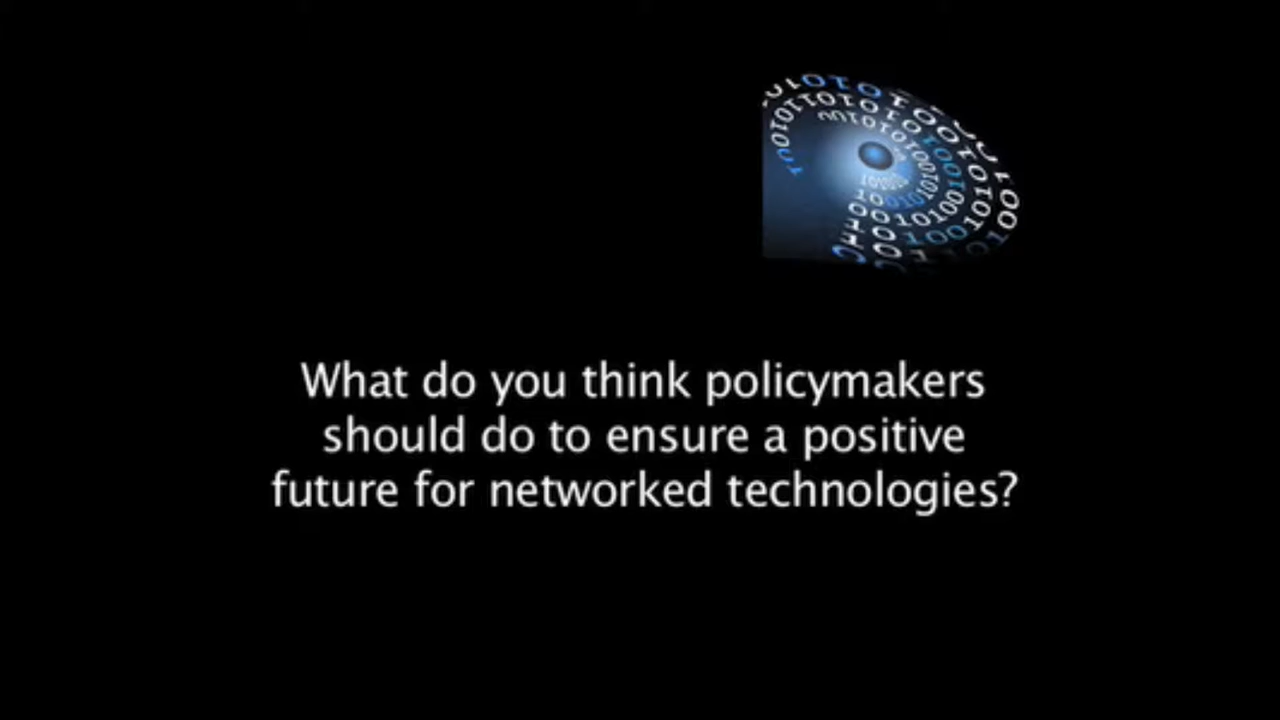 What do you think policymakers
should do to ensure a positive
future for networked technologies?